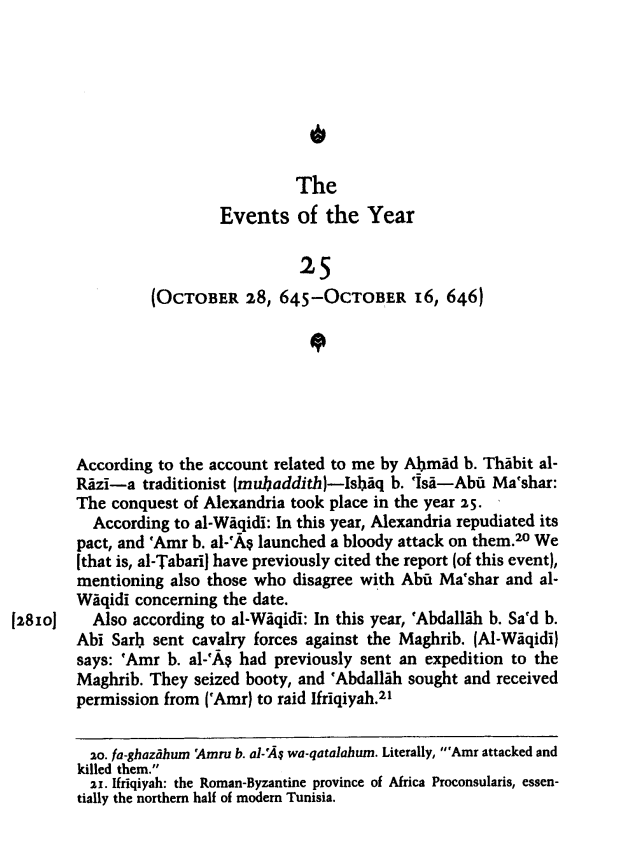 The
Events of the Year
25
(OCTOBER 28, 645–OCTOBER 16, 646)
According to the account related to me by Aḥmād b. Thābit al-
Rāzī—a traditionist (muḥaddith)—Isḥāq b. ʿĪsā—Abū Maʿshar:
The conquest of Alexandria took place in the year 25.
According to al-Wāqidī: In this year, Alexandria repudiated its
pact, and ʿAmr b. al-ʿĀṣ launched a bloody attack on them.²⁰ We
[that is, al-Ṭabarī] have previously cited the report (of this event),
mentioning also those who disagree with Abū Maʿshar and al-
Wāqidī concerning the date.
[2810] Also according to al-Wāqidī: In this year, ʿAbdallāh b. Saʿd b.
Abī Sarḥ sent cavalry forces against the Maghrib. (Al-Wāqidī)
says: ʿAmr b. al-ʿĀṣ had previously sent an expedition to the
Maghrib. They seized booty, and ʿAbdallāh sought and received
permission from (ʿAmr) to raid Ifrīqiyah.²¹
20. fa-ghazāhum ʿAmru b. al-ʿĀṣ wa-qatalahum. Literally, "ʿAmr attacked and
killed them."
21. Ifrīqiyah: the Roman-Byzantine province of Africa Proconsularis, essen-
tially the northern half of modern Tunisia.